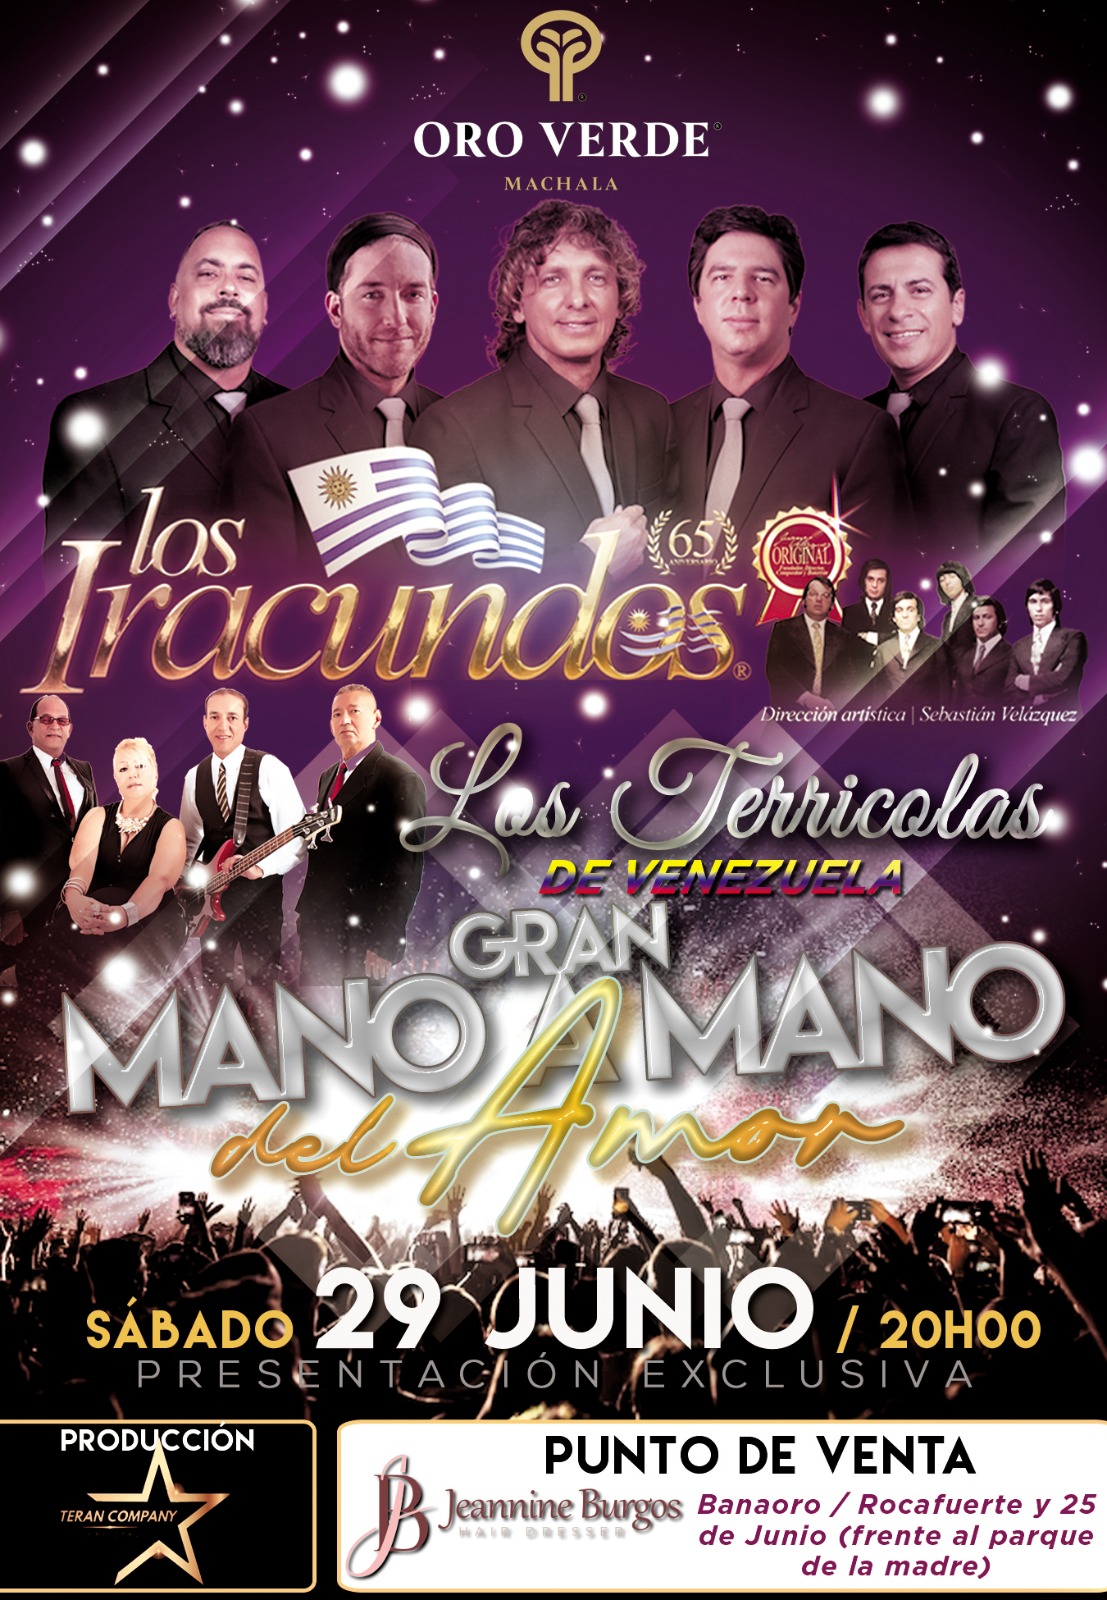 ORO VERDE
MACHALA
los
Iracundos
65
ANIVERSARIO
ORIGINAL
Dirección artística | Sebastián Velázquez
Los Terricolas
DE VENEZUELA
GRAN
MANO A MANO
del Amor
SÁBADO 29 JUNIO / 20H00
PRESENTACIÓN EXCLUSIVA
PRODUCCIÓN
TERAN COMPANY
PUNTO DE VENTA
JB Jeannine Burgos
HAIR DRESSER
Banaoro / Rocafuerte y 25
de Junio (frente al parque
de la madre)